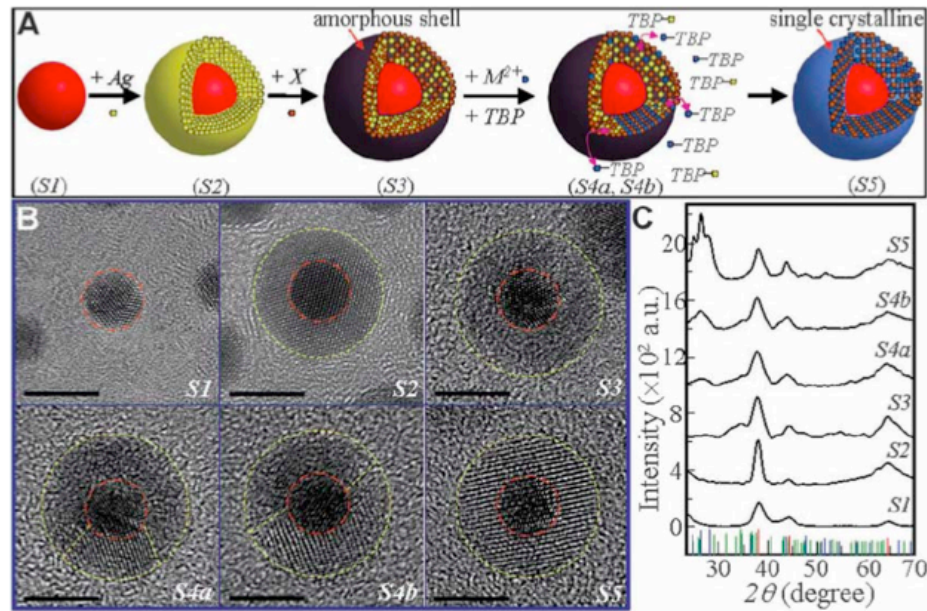 A
amorphous shell
single crystalline
+ Ag
+ X
+ M²⁺
+ TBP
TBP
TBP
TBP
TBP
TBP
TBP
TBP
(S1)
(S2)
(S3)
(S4a, S4b)
(S5)
B
S1
S2
S3
S4a
S4b
S5
C
Intensity (×10² a.u.)
20
16
12
8
4
0
S5
S4b
S4a
S3
S2
S1
30 40 50 60 70
2θ (degree)